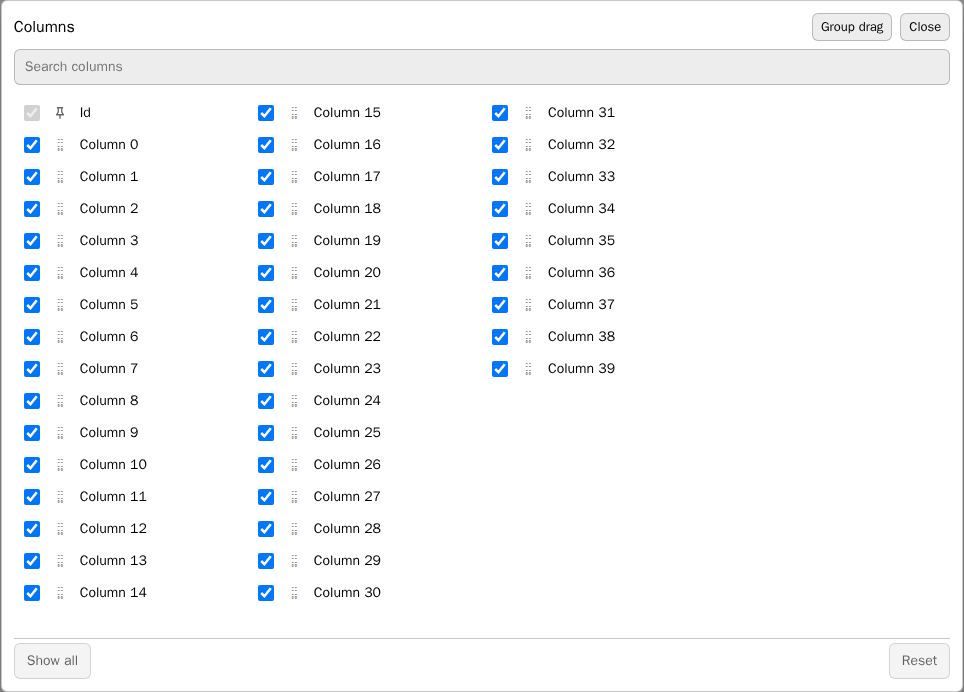 Columns
Group drag
Close
Search columns
Id
Column 0
Column 1
Column 2
Column 3
Column 4
Column 5
Column 6
Column 7
Column 8
Column 9
Column 10
Column 11
Column 12
Column 13
Column 14
Column 15
Column 16
Column 17
Column 18
Column 19
Column 20
Column 21
Column 22
Column 23
Column 24
Column 25
Column 26
Column 27
Column 28
Column 29
Column 30
Column 31
Column 32
Column 33
Column 34
Column 35
Column 36
Column 37
Column 38
Column 39
Show all
Reset